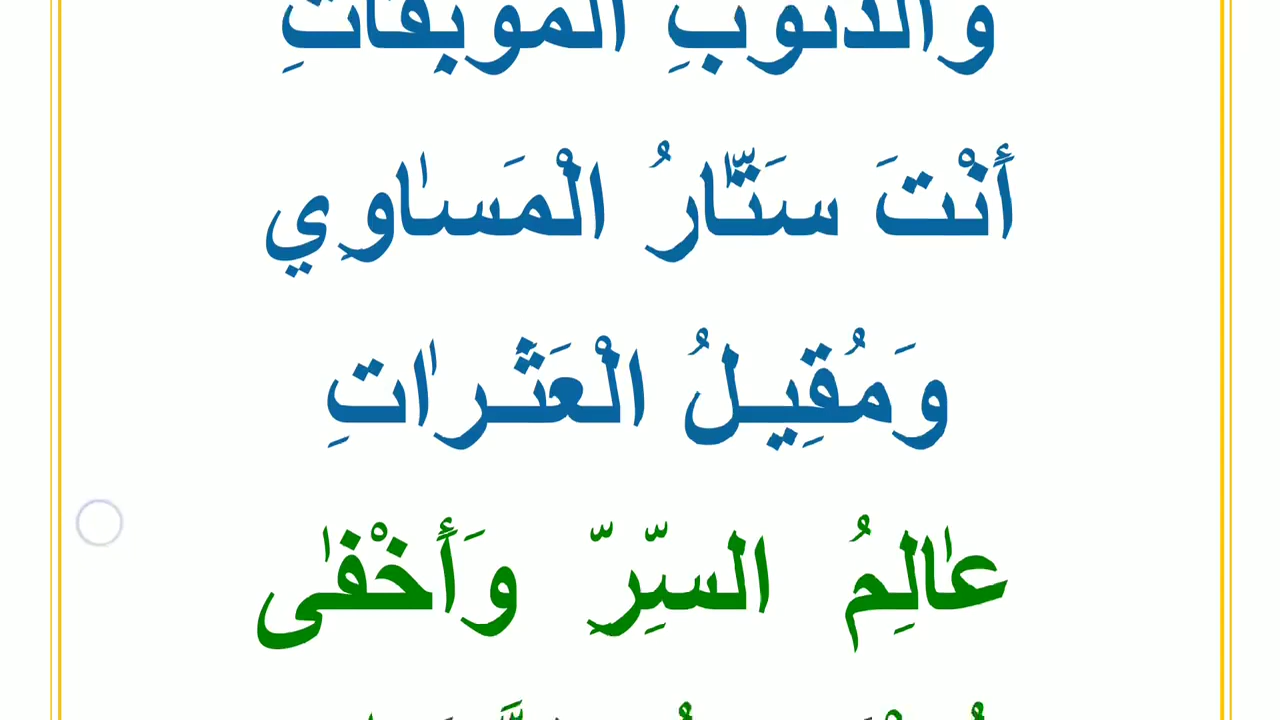 وَالذُّنُوبِ الْمُوبِقَاتِ
أَنْتَ سَتَّارُ الْمَسٰاوِي
وَمُقِيلُ الْعَثَرٰاتِ
عٰالِمُ السِّرِّ وَأَخْفٰى